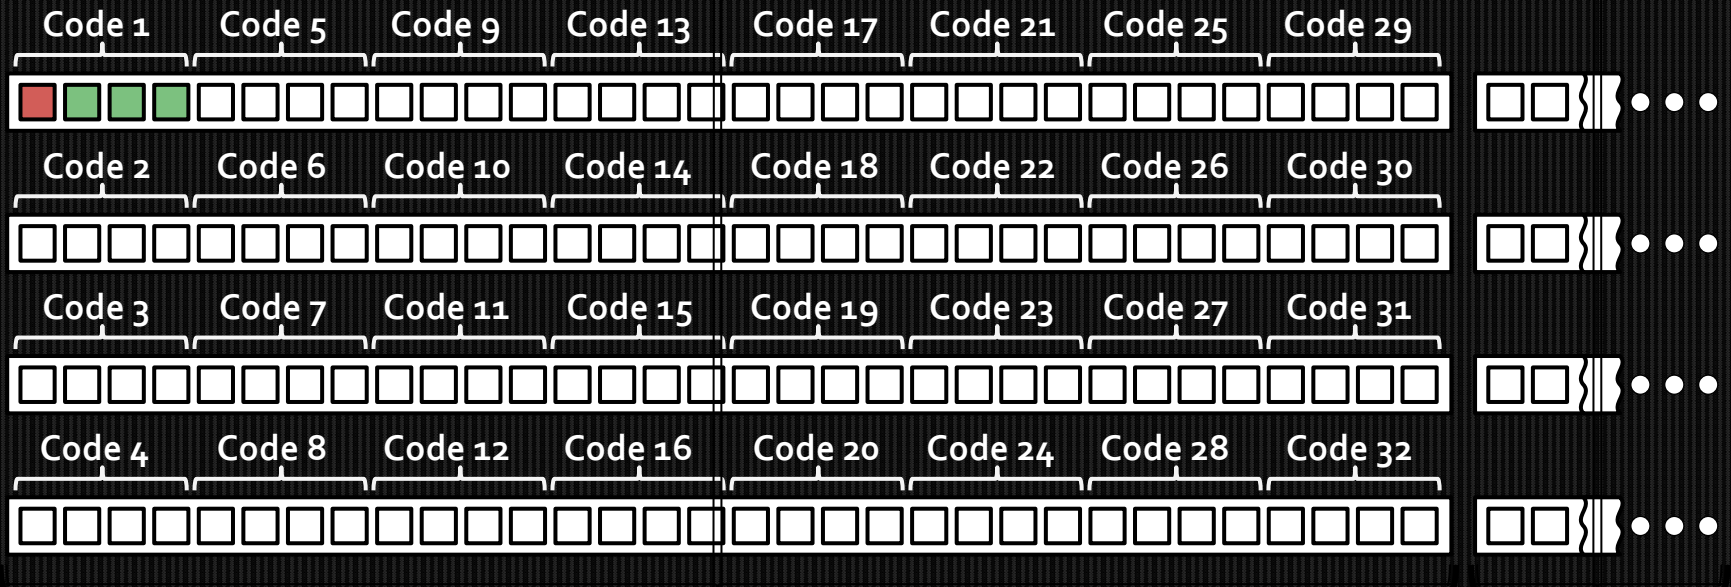 Code 1 Code 5 Code 9 Code 13 Code 17 Code 21 Code 25 Code 29
Code 2 Code 6 Code 10 Code 14 Code 18 Code 22 Code 26 Code 30
Code 3 Code 7 Code 11 Code 15 Code 19 Code 23 Code 27 Code 31
Code 4 Code 8 Code 12 Code 16 Code 20 Code 24 Code 28 Code 32